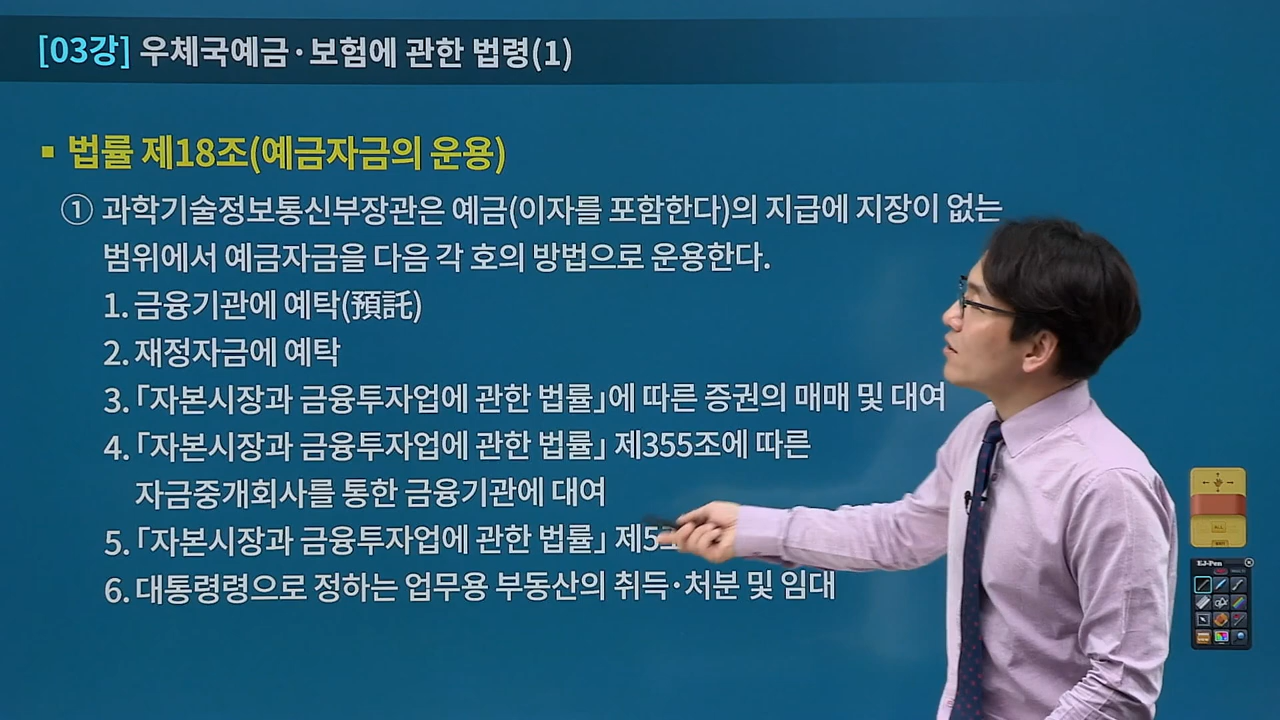 [03강] 우체국예금·보험에 관한 법령(1)
▪ 법률 제18조(예금자금의 운용)
① 과학기술정보통신부장관은 예금(이자를 포함한다)의 지급에 지장이 없는
범위에서 예금자금을 다음 각 호의 방법으로 운용한다.
1. 금융기관에 예탁(預託)
2. 재정자금에 예탁
3. 「자본시장과 금융투자업에 관한 법률」에 따른 증권의 매매 및 대여
4. 「자본시장과 금융투자업에 관한 법률」 제355조에 따른
자금중개회사를 통한 금융기관에 대여
5. 「자본시장과 금융투자업에 관한 법률」 제5
6. 대통령령으로 정하는 업무용 부동산의 취득·처분 및 임대
ALL
EJ-Pen